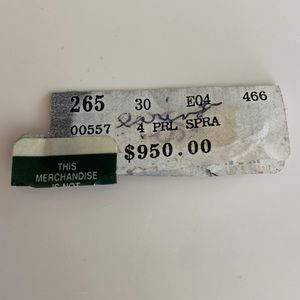 265 30 E04 466
00557 4 PRL SPRA
$950.00
THIS
MERCHANDISE
IS NOT